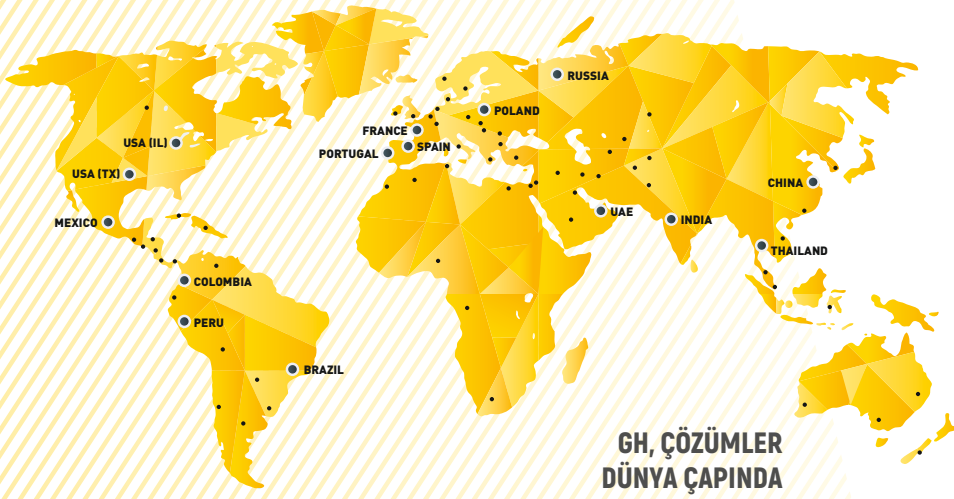 RUSSIA
POLAND
FRANCE
USA (IL)
SPAIN
PORTUGAL
USA (TX)
CHINA
UAE
INDIA
MEXICO
THAILAND
COLOMBIA
PERU
BRAZIL
GH, ÇÖZÜMLER
DÜNYA ÇAPINDA